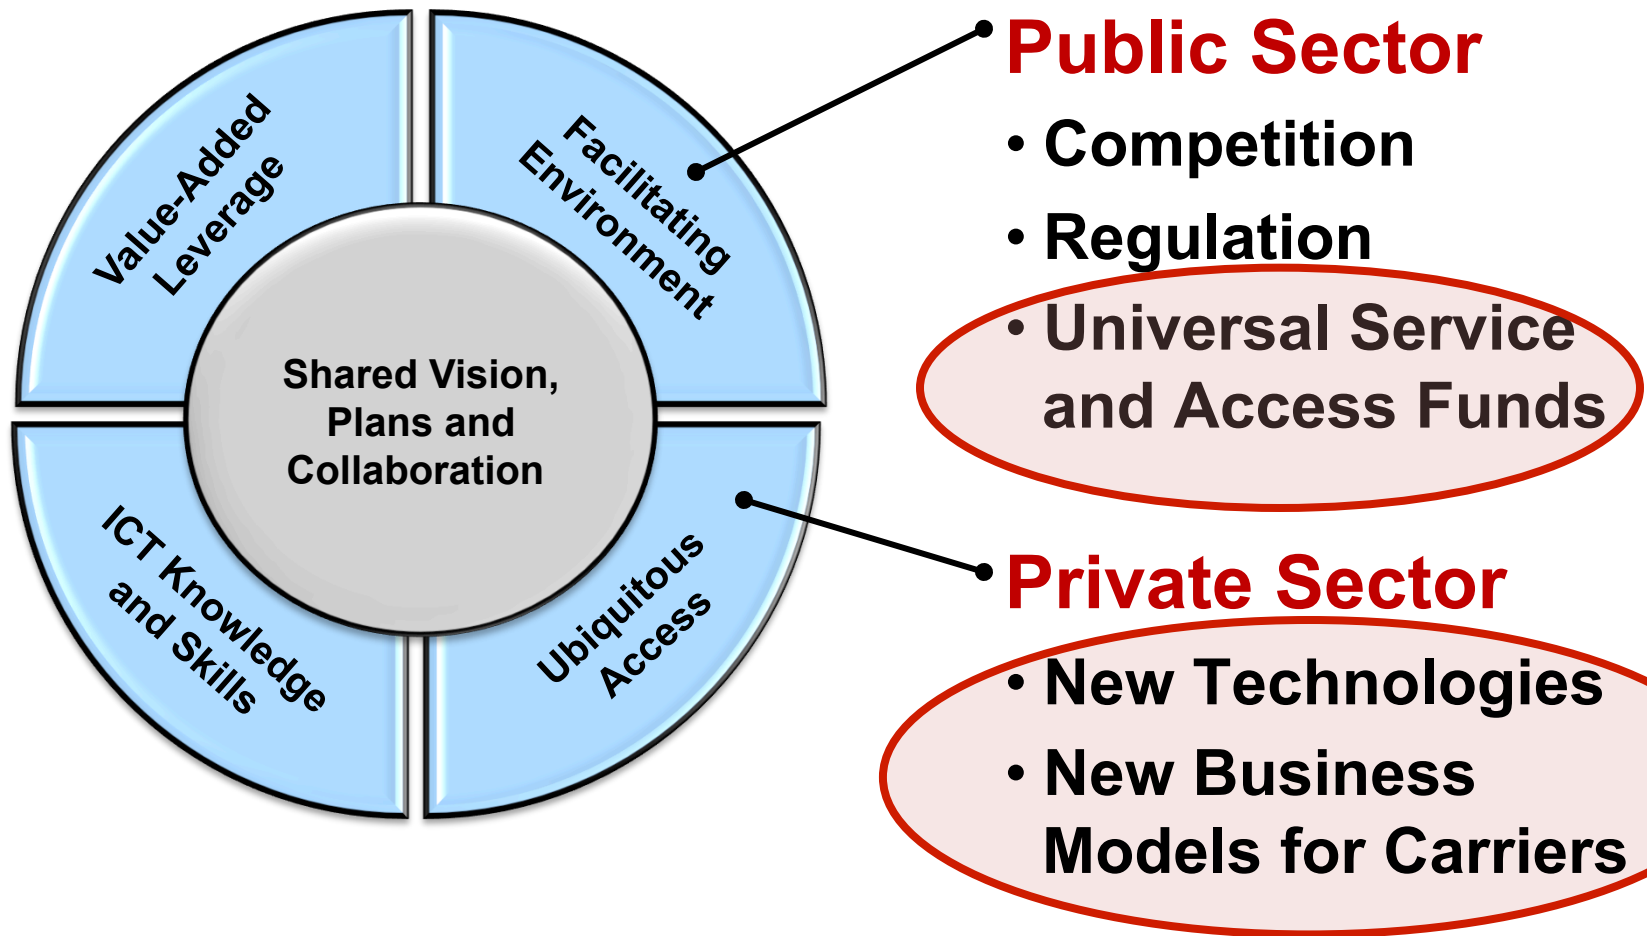 Value-Added
Leverage
Facilitating
Environment
Shared Vision,
Plans and
Collaboration
ICT Knowledge
and Skills
Ubiquitous
Access
Public Sector
• Competition
• Regulation
• Universal Service
and Access Funds
Private Sector
• New Technologies
• New Business
Models for Carriers